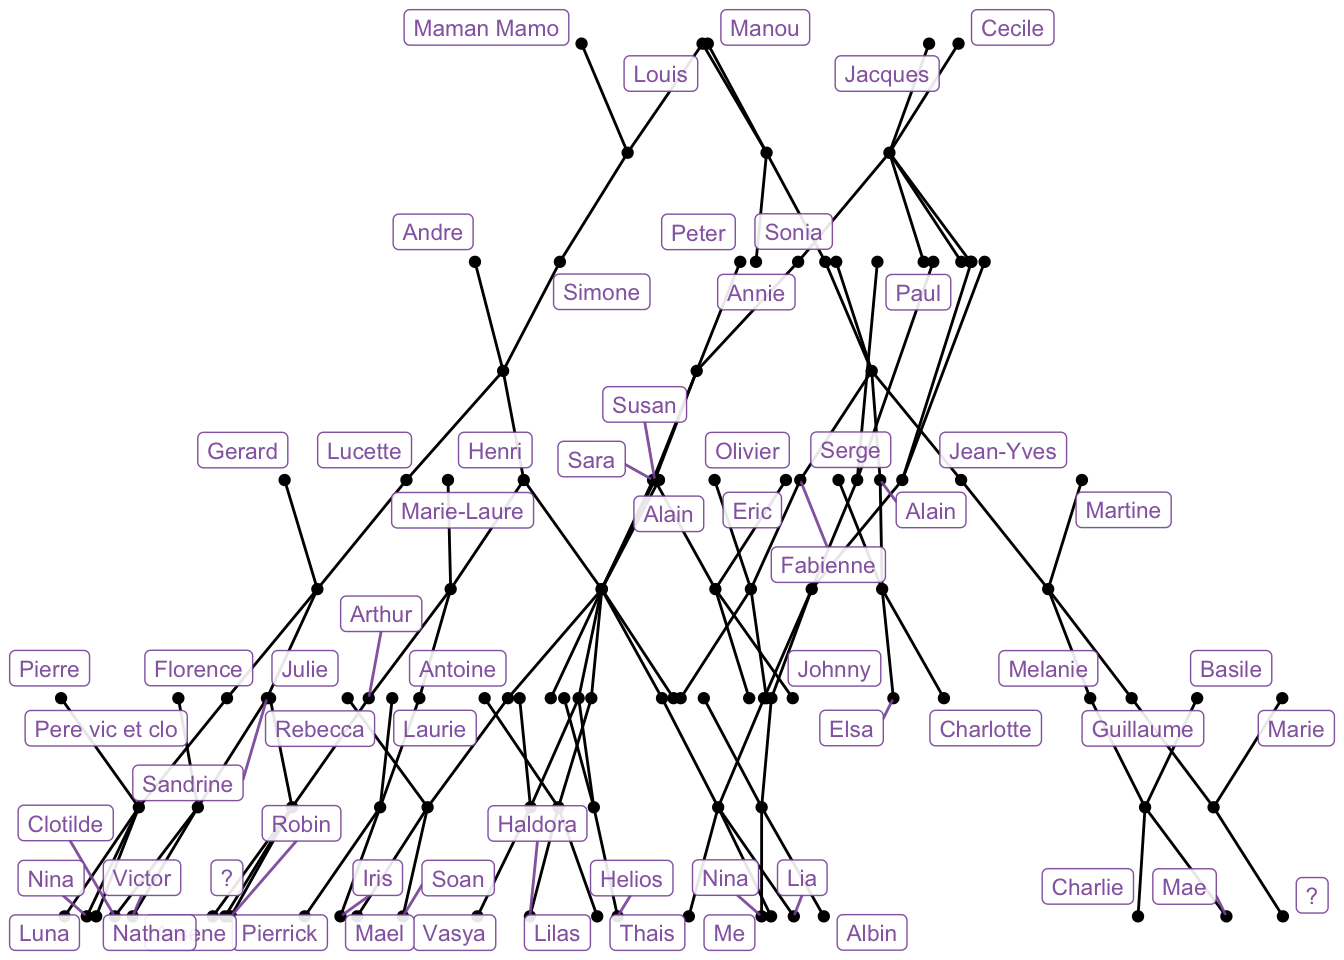 Maman Mamo
Manou
Cecile
Louis
Jacques
Andre
Peter
Sonia
Simone
Annie
Paul
Susan
Gerard
Lucette
Henri
Sara
Olivier
Serge
Jean-Yves
Marie-Laure
Alain
Eric
Alain
Martine
Fabienne
Arthur
Pierre
Florence
Julie
Antoine
Johnny
Melanie
Basile
Pere vic et clo
Rebecca
Laurie
Elsa
Charlotte
Guillaume
Marie
Sandrine
Clotilde
Robin
Haldora
Nina
Victor
?
Iris
Soan
Helios
Nina
Lia
Charlie
Mae
?
Luna
Nathan
Pierrick
Mael
Vasya
Lilas
Thais
Me
Albin